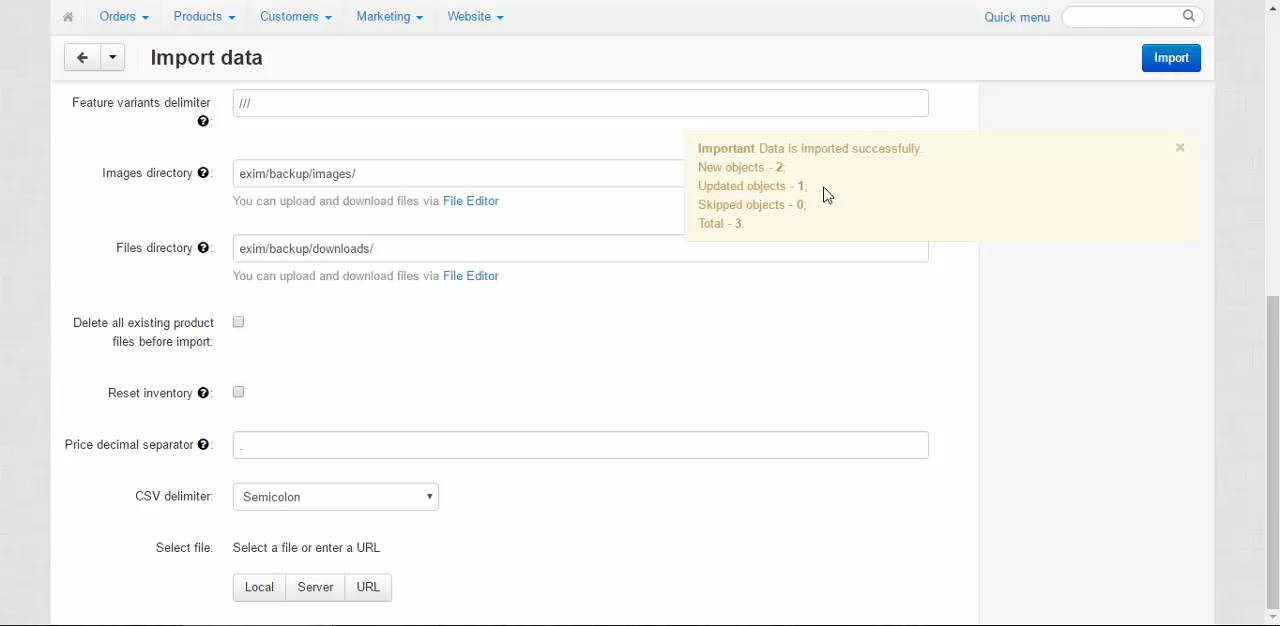 Orders Products Customers Marketing Website Quick menu
Import data Import
Feature variants delimiter ///
?:
Important Data is imported successfully.
New objects - 2;
Updated objects - 1;
Skipped objects - 0;
Total - 3.
Images directory ?: exim/backup/images/
You can upload and download files via File Editor
Files directory ?: exim/backup/downloads/
You can upload and download files via File Editor
Delete all existing product
files before import:
Reset inventory ?:
Price decimal separator ?: .
CSV delimiter: Semicolon
Select file: Select a file or enter a URL
Local Server URL